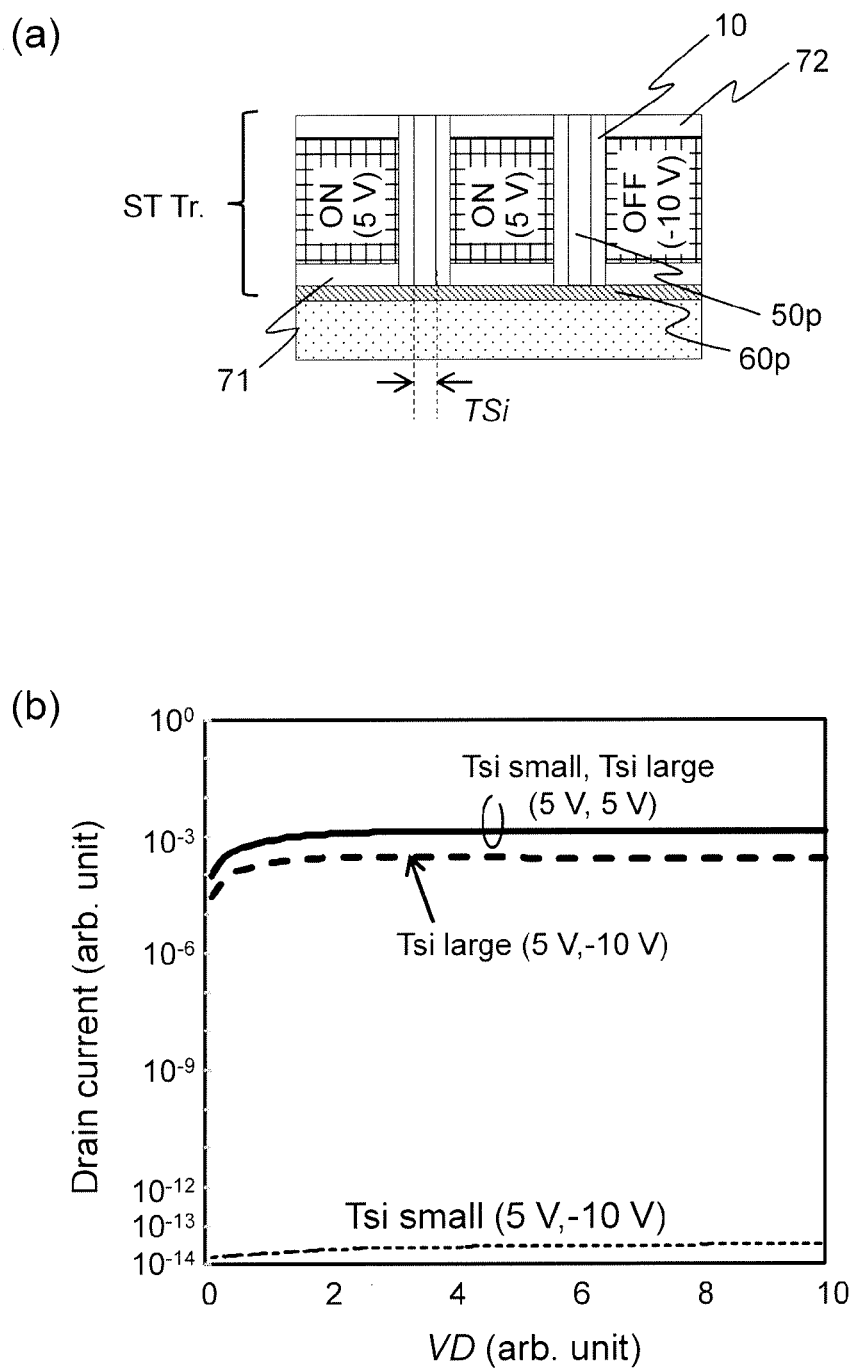 (a)
10
72
ST Tr.
ON
(5 V)
ON
(5 V)
OFF
(-10 V)
50p
60p
71
TSi
(b)
10⁰
10⁻³
10⁻⁶
10⁻⁹
10⁻¹²
10⁻¹³
10⁻¹⁴
Drain current (arb. unit)
Tsi small, Tsi large
(5 V, 5 V)
Tsi large (5 V,-10 V)
Tsi small (5 V,-10 V)
0 2 4 6 8 10
VD (arb. unit)